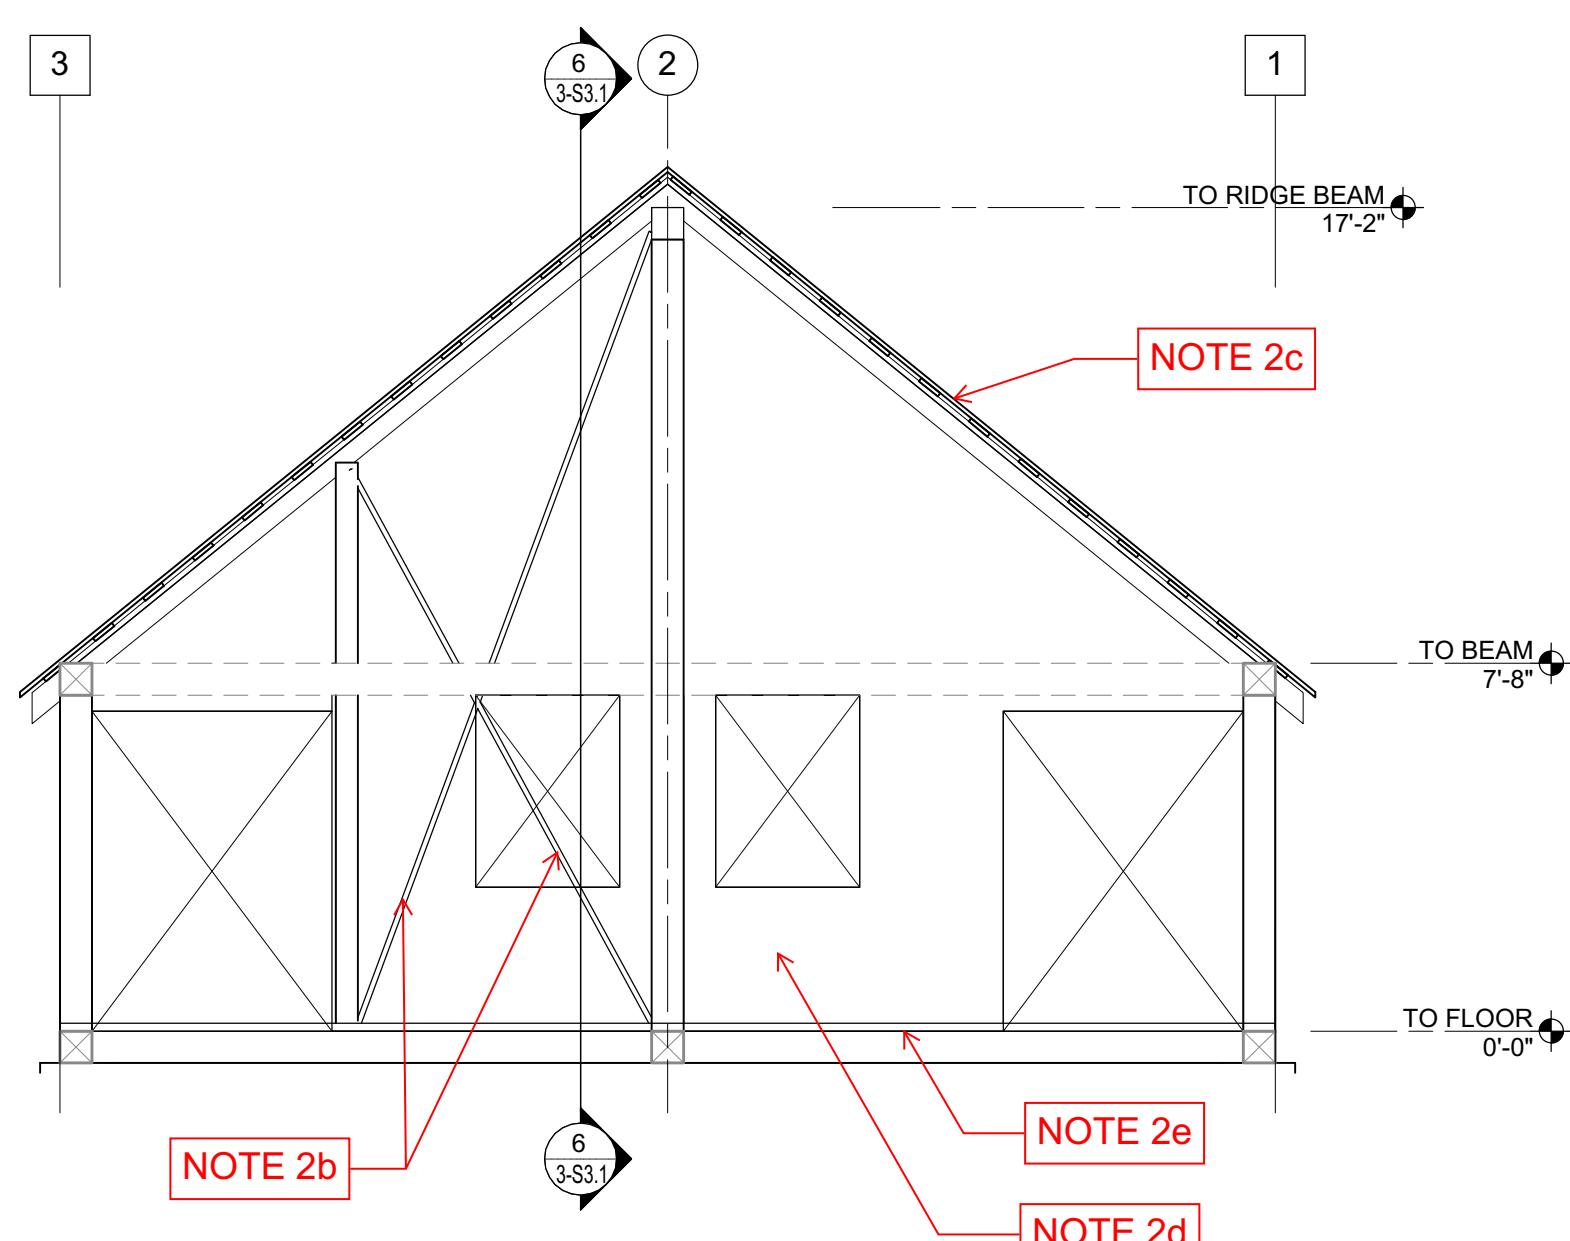 3
6
3-S3.1
2
1
TO RIDGE BEAM
17'-2"
NOTE 2c
TO BEAM
7'-8"
TO FLOOR
0'-0"
NOTE 2e
NOTE 2b
6
3-S3.1
NOTE 2d